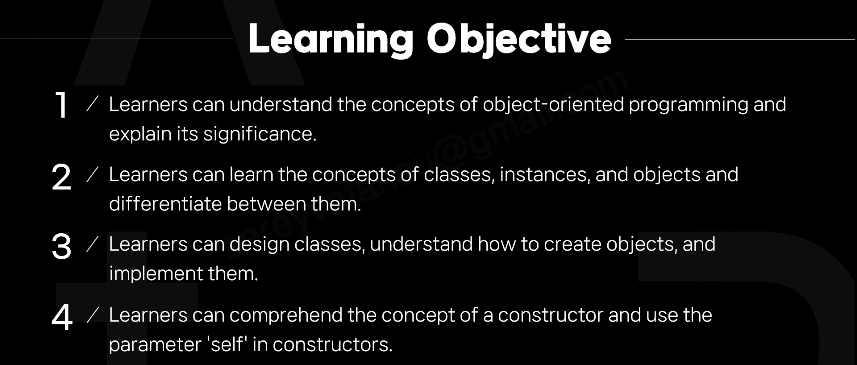 Learning Objective
1 / Learners can understand the concepts of object-oriented programming and
explain its significance.
2 / Learners can learn the concepts of classes, instances, and objects and
differentiate between them.
3 / Learners can design classes, understand how to create objects, and
implement them.
4 / Learners can comprehend the concept of a constructor and use the
parameter 'self' in constructors.